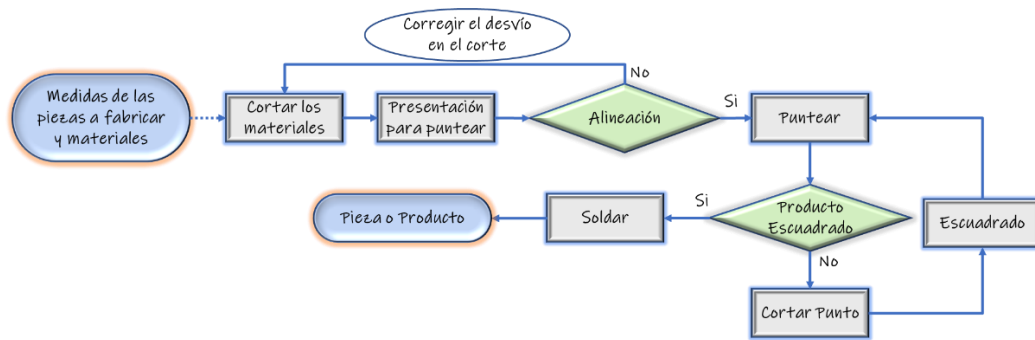 Corregir el desvío
en el corte
No
Medidas de las
piezas a fabricar
y materiales
Cortar los
materiales
Presentación
para puntear
Alineación
Si
Puntear
Pieza o Producto
Soldar
Si
Producto
Escuadrado
Escuadrado
No
Cortar Punto